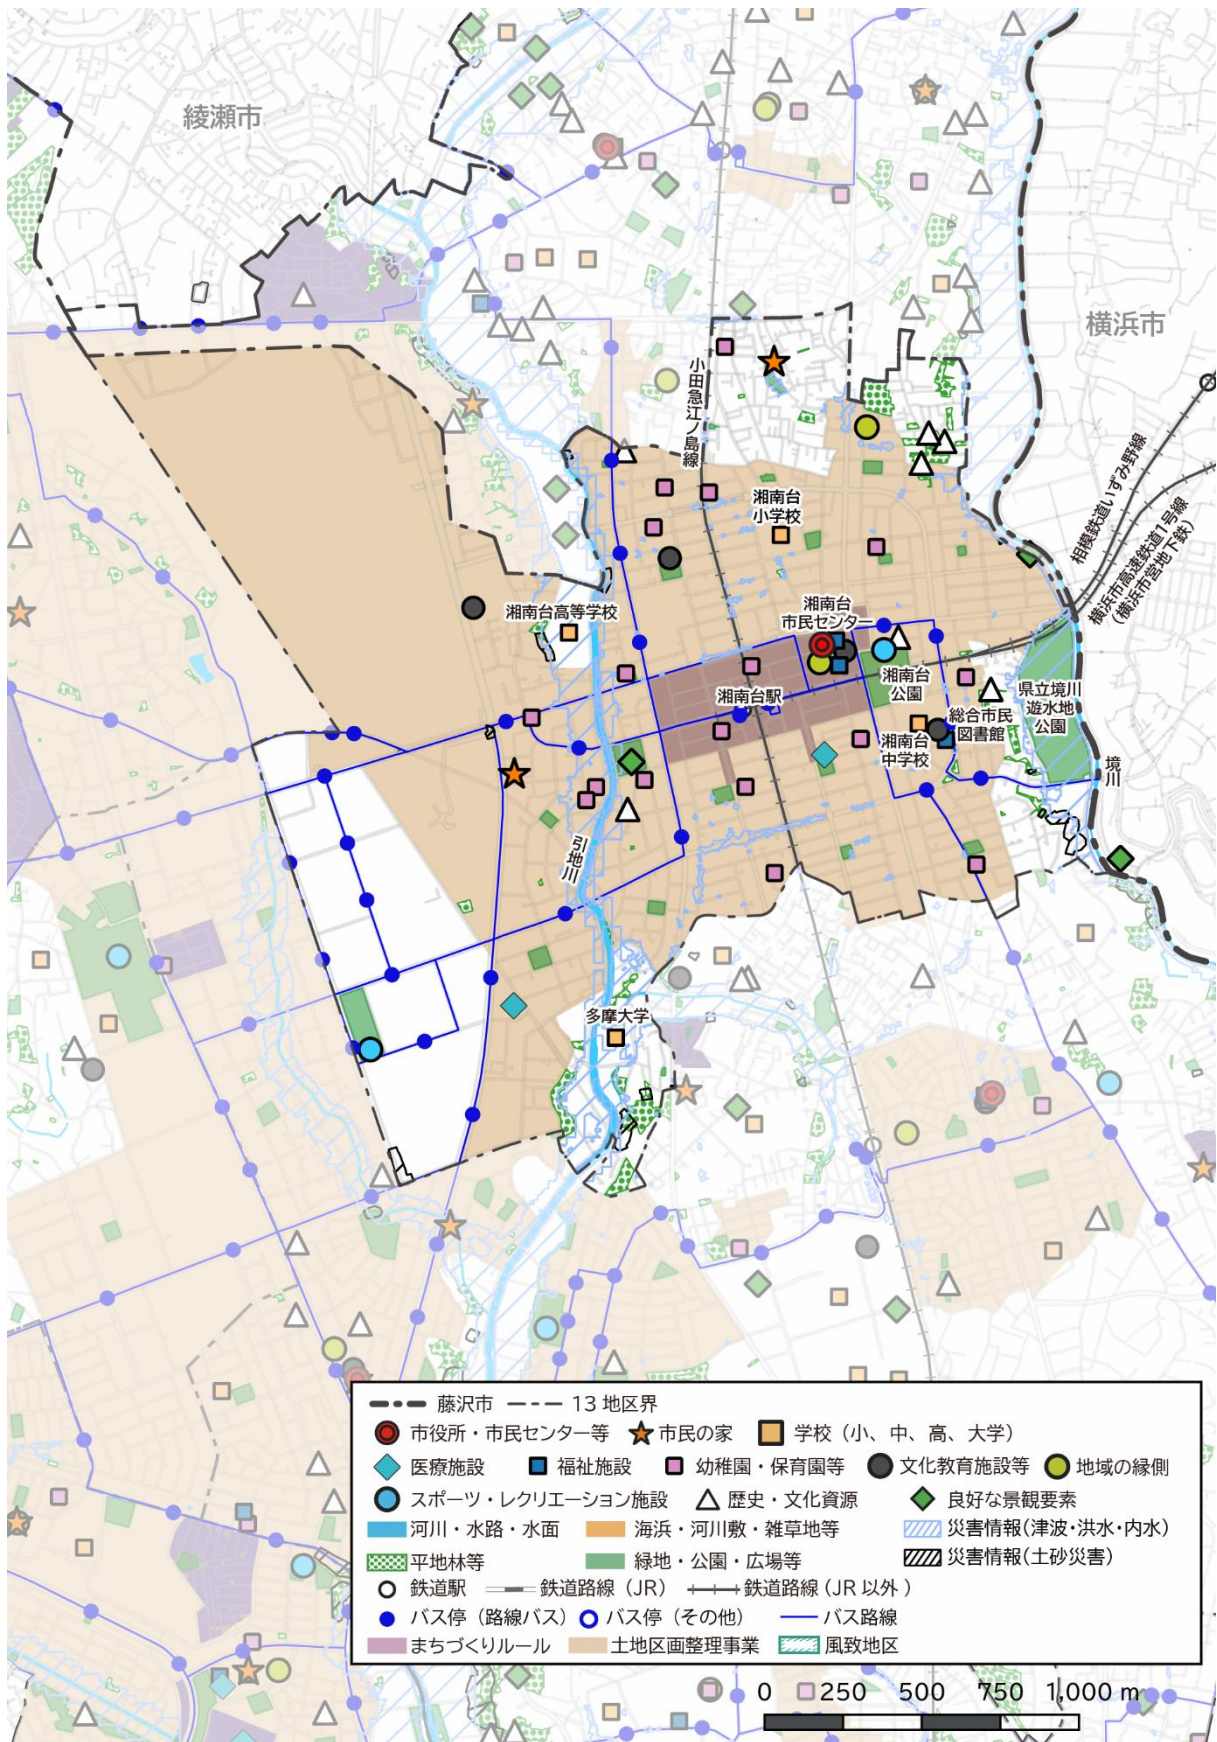 綾瀬市
横浜市
小田急江ノ島線
相模鉄道いずみ野線
横浜市高速鉄道1号線
(横浜市営地下鉄)
湘南台
小学校
湘南台高等学校
湘南台
市民センター
湘南台駅
湘南台
公園
県立境川
遊水地
公園
総合市民
図書館
湘南台
中学校
境川
引地川
多摩大学
藤沢市
13地区界
市役所・市民センター等
市民の家
学校（小、中、高、大学）
医療施設
福祉施設
幼稚園・保育園等
文化教育施設等
地域の縁側
スポーツ・レクリエーション施設
歴史・文化資源
良好な景観要素
河川・水路・水面
海浜・河川敷・雑草地等
災害情報(津波・洪水・内水)
平地林等
緑地・公園・広場等
災害情報(土砂災害)
鉄道駅
鉄道路線（JR）
鉄道路線（JR以外）
バス停（路線バス）
バス停（その他）
バス路線
まちづくりルール
土地区画整理事業
風致地区
0 250 500 750 1,000 m